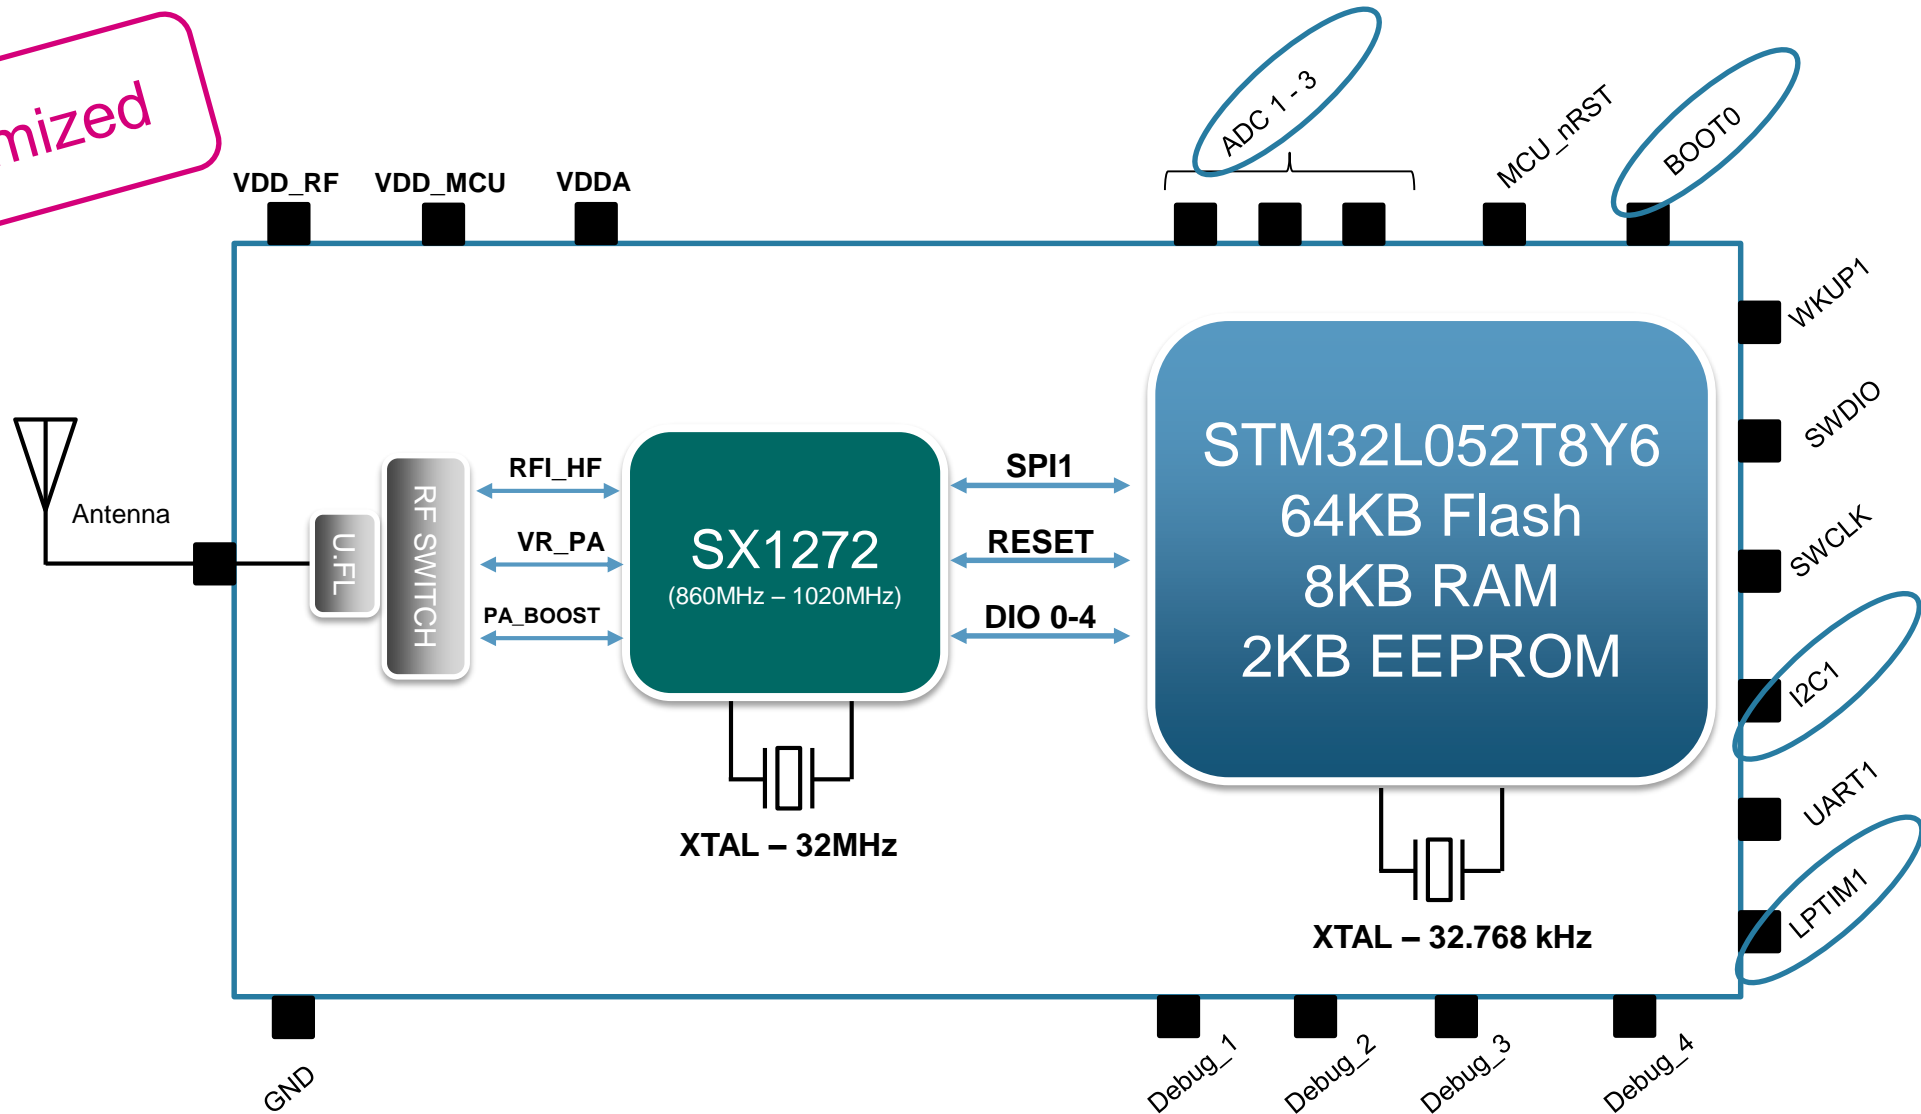 ADC 1 - 3
MCU_nRST
BOOT0
VDD_RF
VDD_MCU
VDDA
WKUP1
SWDIO
SWCLK
I2C1
UART1
LPTIM1
Antenna
U.FL
RF SWITCH
RFI_HF
VR_PA
PA_BOOST
SX1272
(860MHz – 1020MHz)
SPI1
RESET
DIO 0-4
STM32L052T8Y6
64KB Flash
8KB RAM
2KB EEPROM
XTAL – 32MHz
XTAL – 32.768 kHz
GND
Debug_1
Debug_2
Debug_3
Debug_4